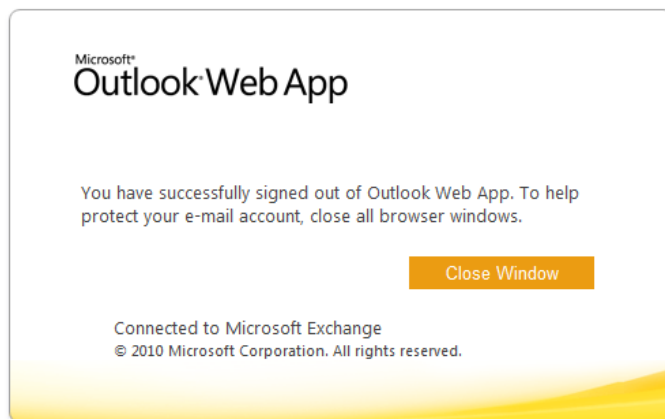 Microsoft®
Outlook® Web App
You have successfully signed out of Outlook Web App. To help
protect your e-mail account, close all browser windows.
Close Window
Connected to Microsoft Exchange
© 2010 Microsoft Corporation. All rights reserved.